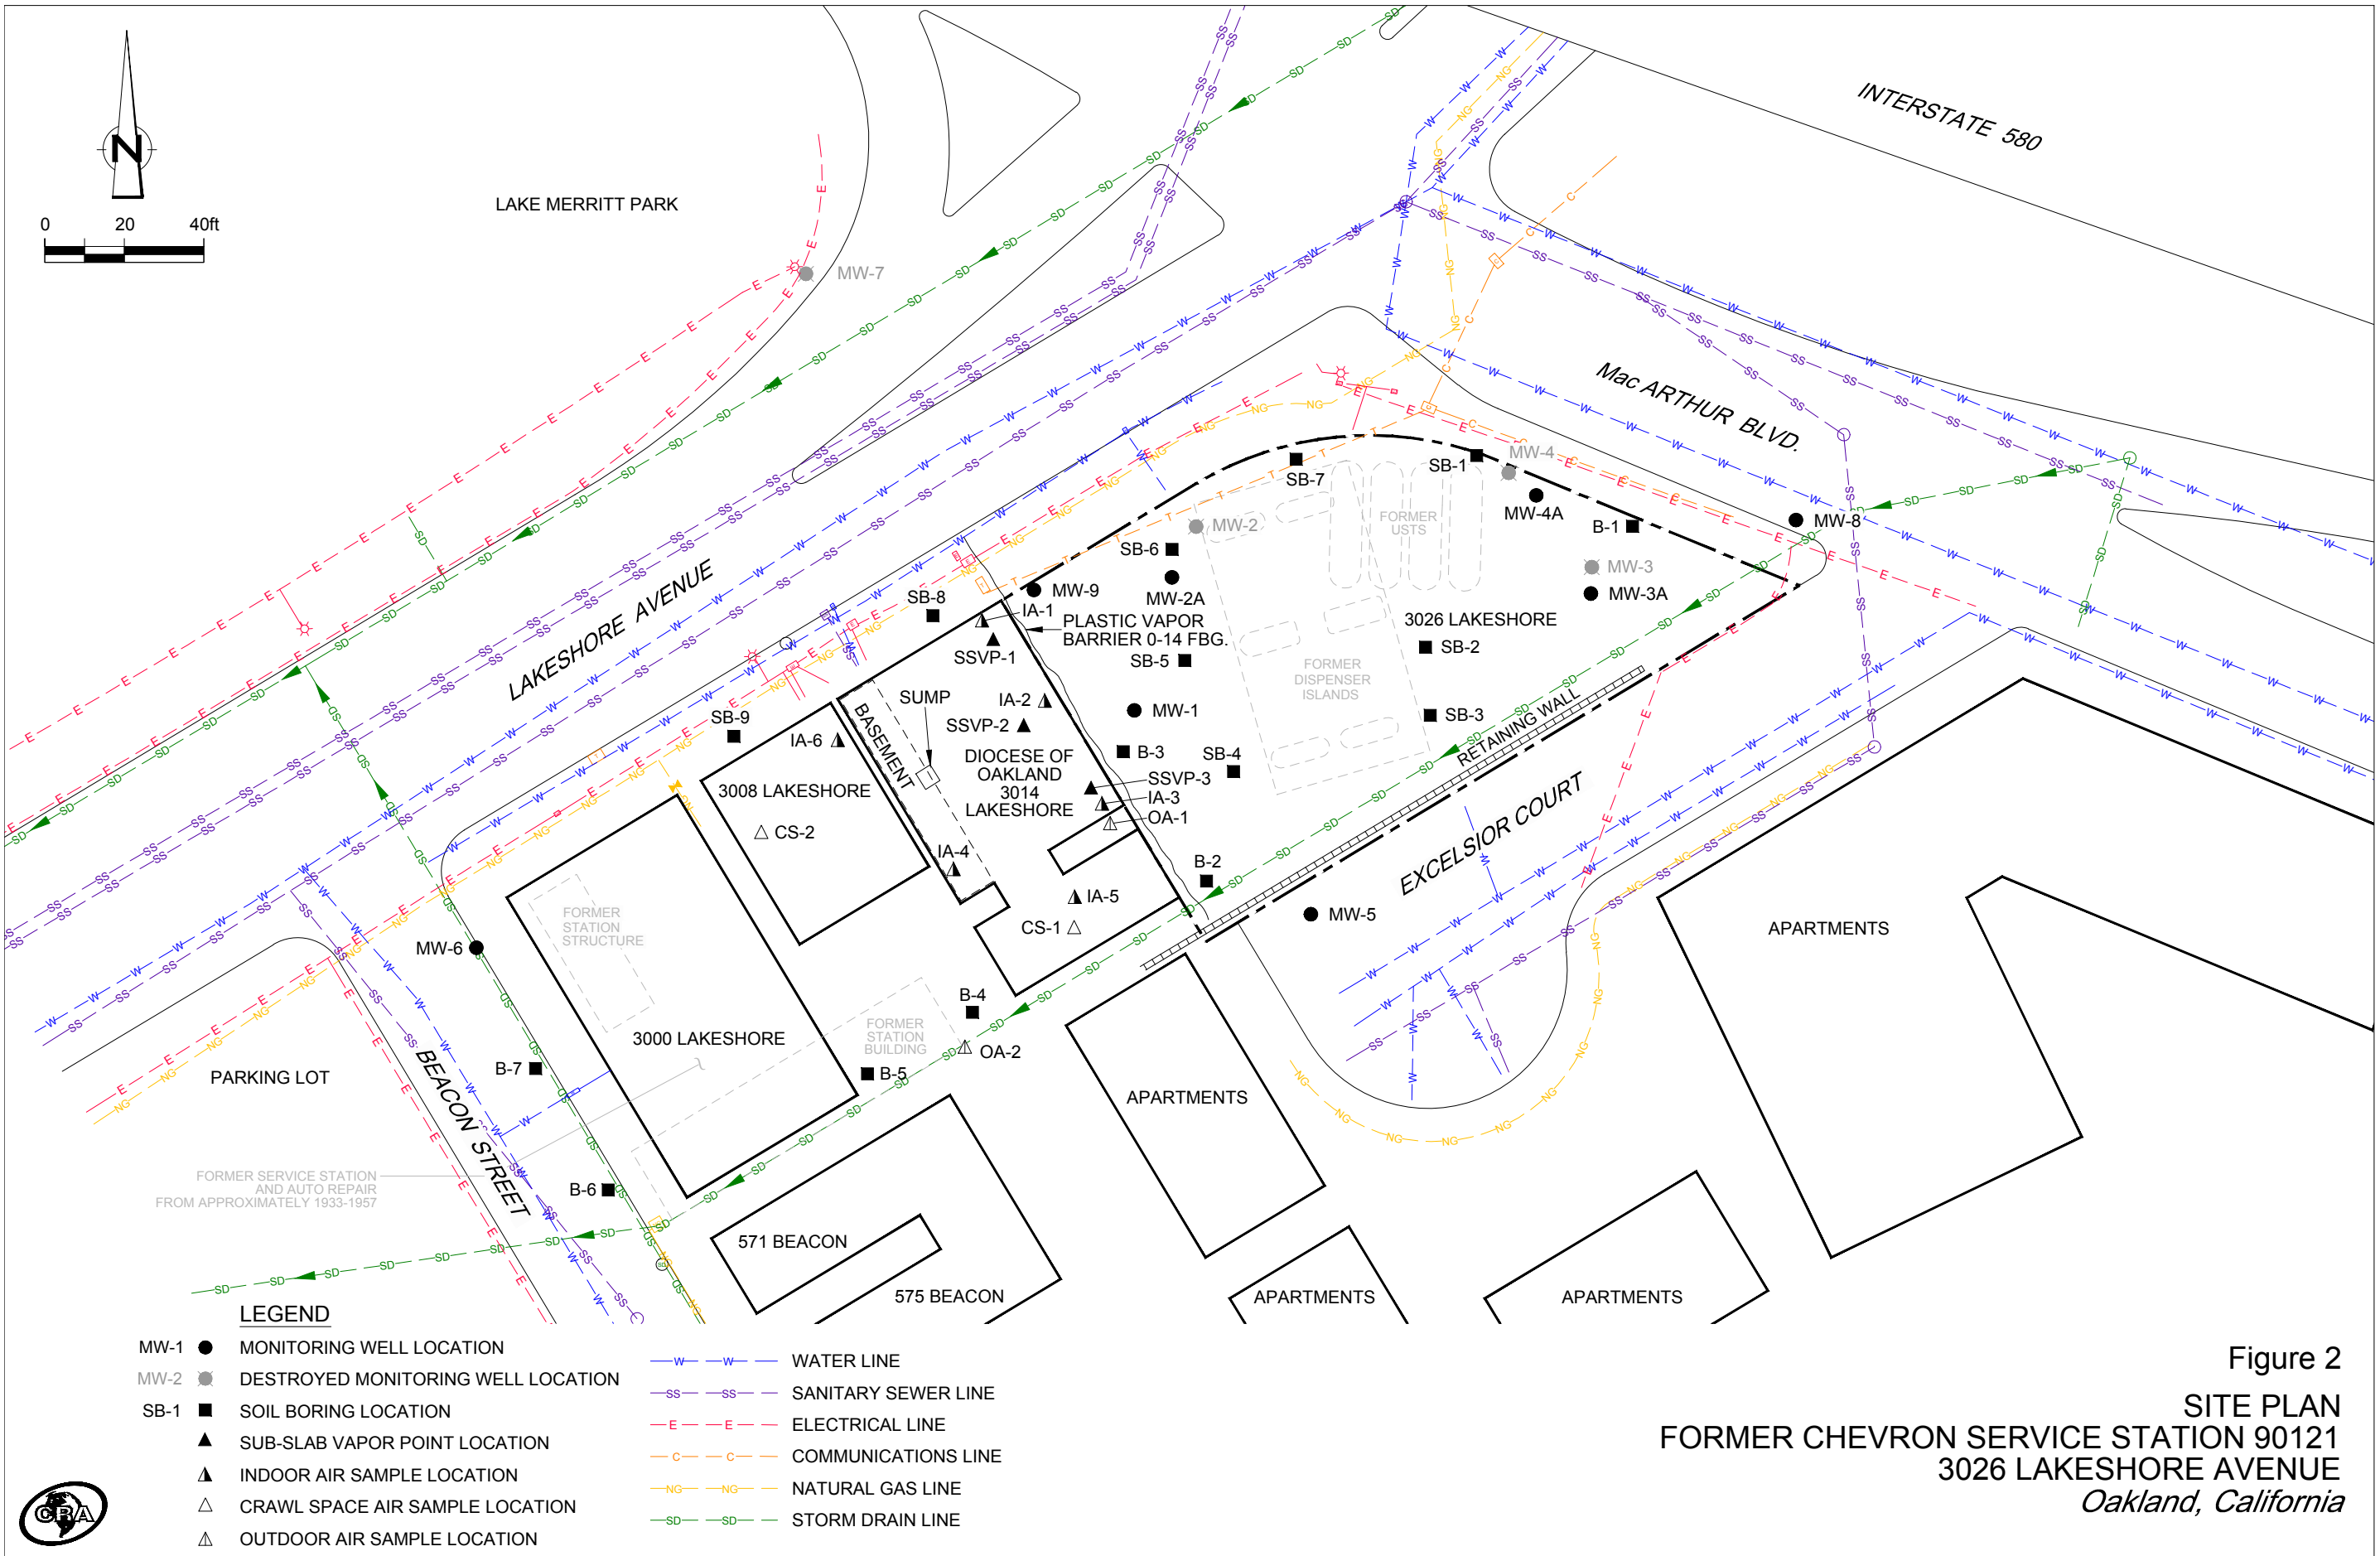 INTERSTATE 580
N
LAKE MERRITT PARK
0 20 40ft
MW-7
Mac ARTHUR BLVD.
MW-4
SB-1
SB-7
MW-4A
FORMER
USTS
MW-2
B-1
MW-8
SB-6
MW-3
MW-2A
MW-3A
MW-9
SB-8
IA-1
PLASTIC VAPOR
BARRIER 0-14 FBG.
3026 LAKESHORE
SSVP-1
SB-5
SB-2
LAKESHORE AVENUE
FORMER
DISPENSER
ISLANDS
SUMP
IA-2
MW-1
SB-3
SB-9
SSVP-2
BASEMENT
IA-6
B-3
SB-4
RETAINING WALL
DIOCESE OF
OAKLAND
3014
LAKESHORE
SSVP-3
IA-3
OA-1
3008 LAKESHORE
CS-2
IA-4
B-2
EXCELSIOR COURT
IA-5
CS-1
MW-5
FORMER
STATION
STRUCTURE
MW-6
APARTMENTS
B-4
FORMER
STATION
BUILDING
3000 LAKESHORE
OA-2
B-7
B-5
PARKING LOT
BEACON STREET
APARTMENTS
FORMER SERVICE STATION
AND AUTO REPAIR
FROM APPROXIMATELY 1933-1957
B-6
571 BEACON
575 BEACON
APARTMENTS
APARTMENTS
LEGEND
MW-1 MONITORING WELL LOCATION
MW-2 DESTROYED MONITORING WELL LOCATION
SB-1 SOIL BORING LOCATION
SUB-SLAB VAPOR POINT LOCATION
INDOOR AIR SAMPLE LOCATION
CRAWL SPACE AIR SAMPLE LOCATION
OUTDOOR AIR SAMPLE LOCATION
W W WATER LINE
SS SS SANITARY SEWER LINE
E E ELECTRICAL LINE
C C COMMUNICATIONS LINE
NG NG NATURAL GAS LINE
SD SD STORM DRAIN LINE
CRA
Figure 2
SITE PLAN
FORMER CHEVRON SERVICE STATION 90121
3026 LAKESHORE AVENUE
Oakland, California